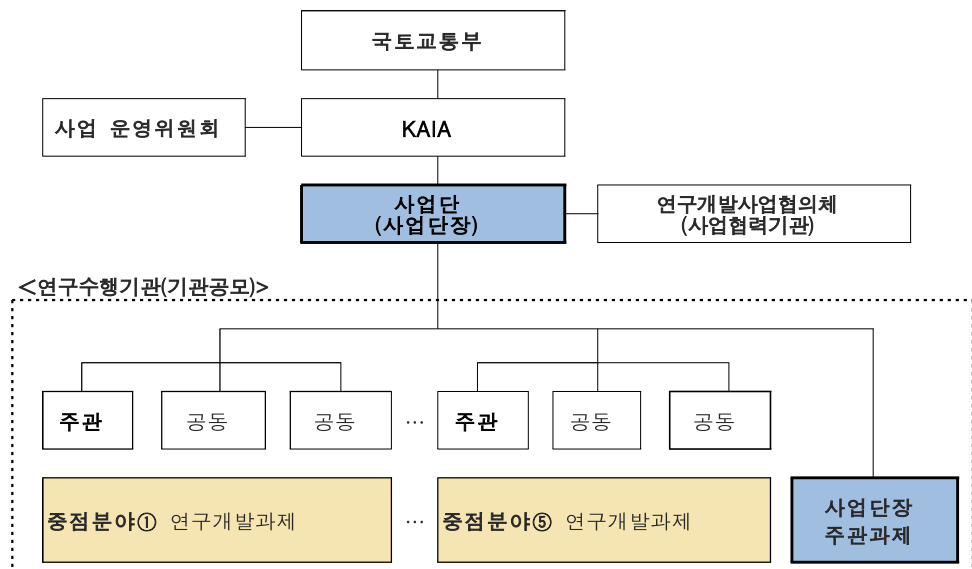 국토교통부
사업 운영위원회
KAIA
사업단
(사업단장)
연구개발사업협의체
(사업협력기관)
<연구수행기관(기관공모)>
주관
공동
공동
…
주관
공동
공동
중점분야① 연구개발과제
…
중점분야⑤ 연구개발과제
사업단장
주관과제